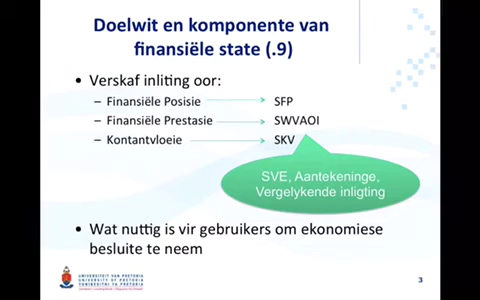 Doelwit en komponente van
finansiële state (.9)
• Verskaf inliting oor:
– Finansiële Posisie SFP
– Finansiële Prestasie SWVAOI
– Kontantvloeie SKV
SVE, Aantekeninge,
Vergelykende inligting
• Wat nuttig is vir gebruikers om ekonomiese
besluite te neem
UNIVERSITEIT VAN PRETORIA
UNIVERSITY OF PRETORIA
YUNIBESITHI YA PRETORIA
3